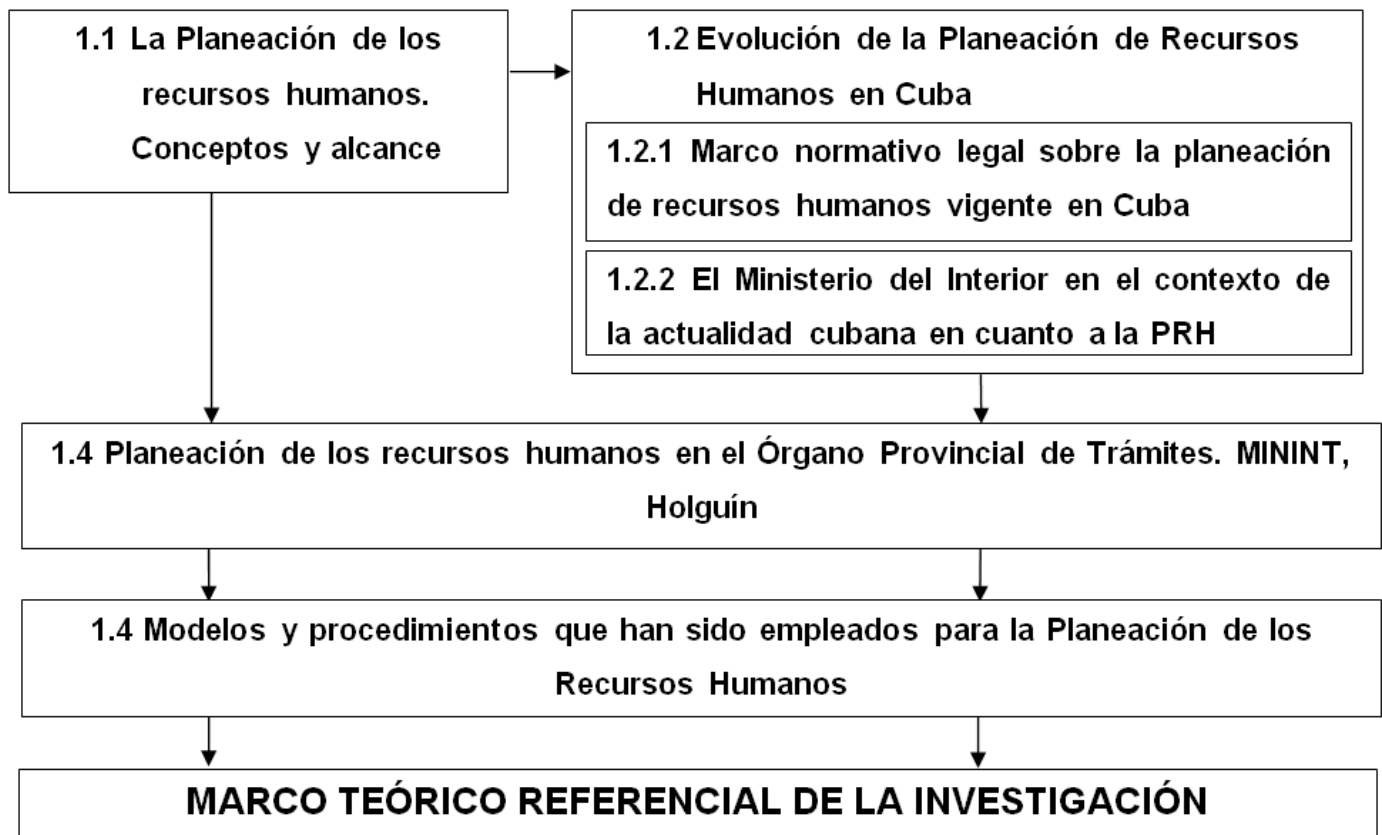 1.1 La Planeación de los
recursos humanos.
Conceptos y alcance
1.2 Evolución de la Planeación de Recursos
Humanos en Cuba
1.2.1 Marco normativo legal sobre la planeación
de recursos humanos vigente en Cuba
1.2.2 El Ministerio del Interior en el contexto de
la actualidad cubana en cuanto a la PRH
1.4 Planeación de los recursos humanos en el Órgano Provincial de Trámites. MININT,
Holguín
1.4 Modelos y procedimientos que han sido empleados para la Planeación de los
Recursos Humanos
MARCO TEÓRICO REFERENCIAL DE LA INVESTIGACIÓN